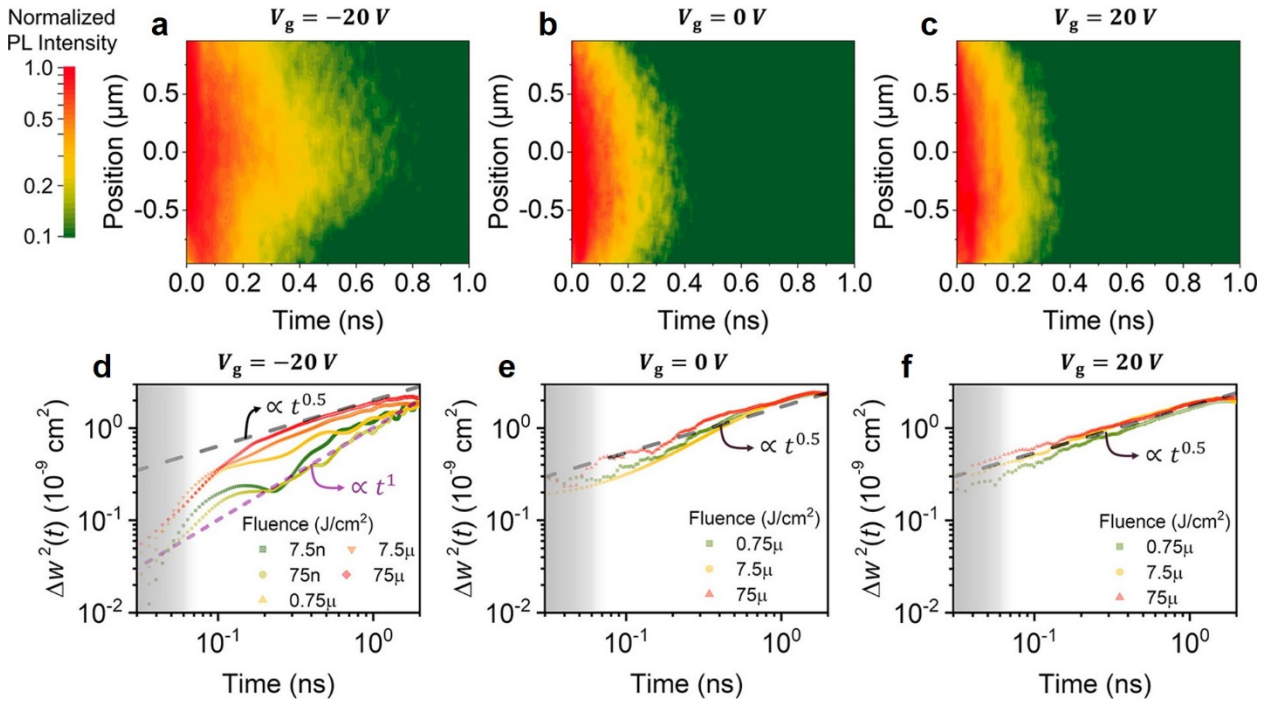 Normalized
PL Intensity
1.0
0.5
0.2
0.1
a
V_g = −20 V
Position (μm)
0.5
0.0
-0.5
0.0 0.2 0.4 0.6 0.8 1.0
Time (ns)
b
V_g = 0 V
Position (μm)
0.5
0.0
-0.5
0.0 0.2 0.4 0.6 0.8 1.0
Time (ns)
c
V_g = 20 V
Position (μm)
0.5
0.0
-0.5
0.0 0.2 0.4 0.6 0.8 1.0
Time (ns)
d
V_g = −20 V
Δw²(t) (10⁻⁹ cm²)
10⁰
10⁻¹
10⁻²
∝ t^0.5
∝ t¹
Fluence (J/cm²)
7.5n 7.5μ
75n 75μ
0.75μ
10⁻¹ 10⁰
Time (ns)
e
V_g = 0 V
Δw²(t) (10⁻⁹ cm²)
10⁰
10⁻¹
10⁻²
∝ t^0.5
Fluence (J/cm²)
0.75μ
7.5μ
75μ
10⁻¹ 10⁰
Time (ns)
f
V_g = 20 V
Δw²(t) (10⁻⁹ cm²)
10⁰
10⁻¹
10⁻²
∝ t^0.5
Fluence (J/cm²)
0.75μ
7.5μ
75μ
10⁻¹ 10⁰
Time (ns)